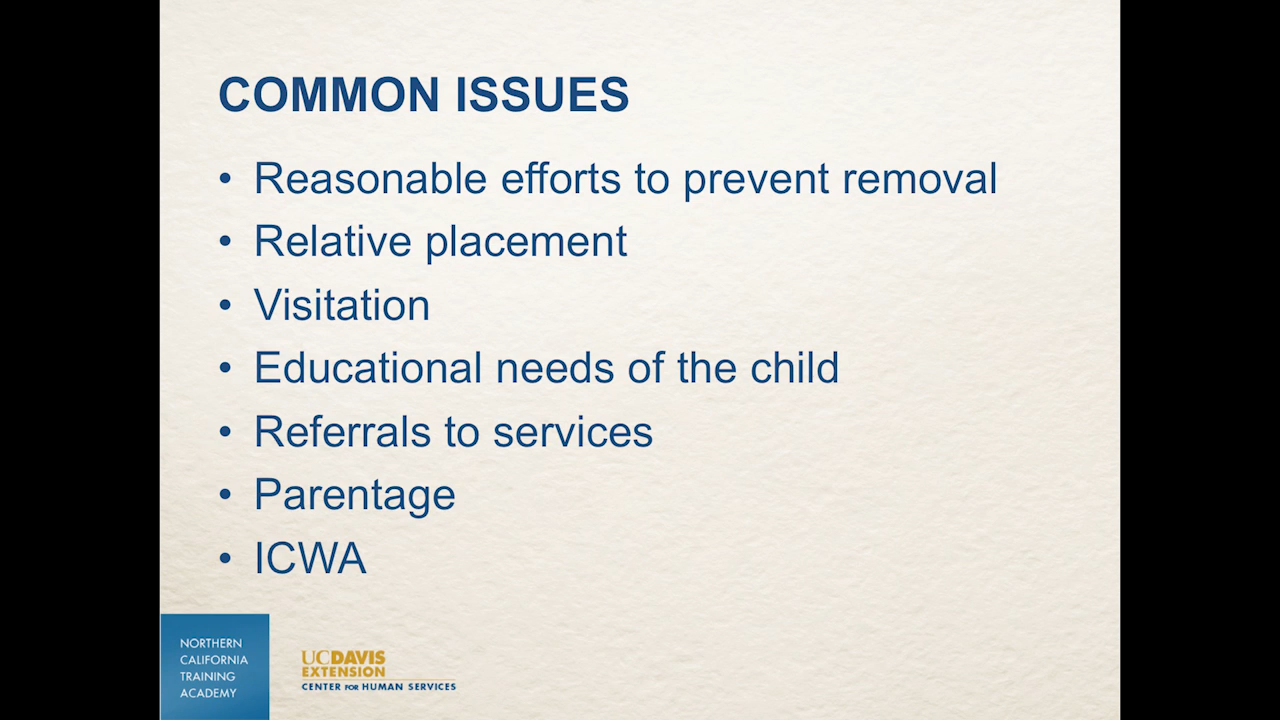 COMMON ISSUES
• Reasonable efforts to prevent removal
• Relative placement
• Visitation
• Educational needs of the child
• Referrals to services
• Parentage
• ICWA
NORTHERN
CALIFORNIA
TRAINING
ACADEMY
UCDAVIS
EXTENSION
CENTER FOR HUMAN SERVICES